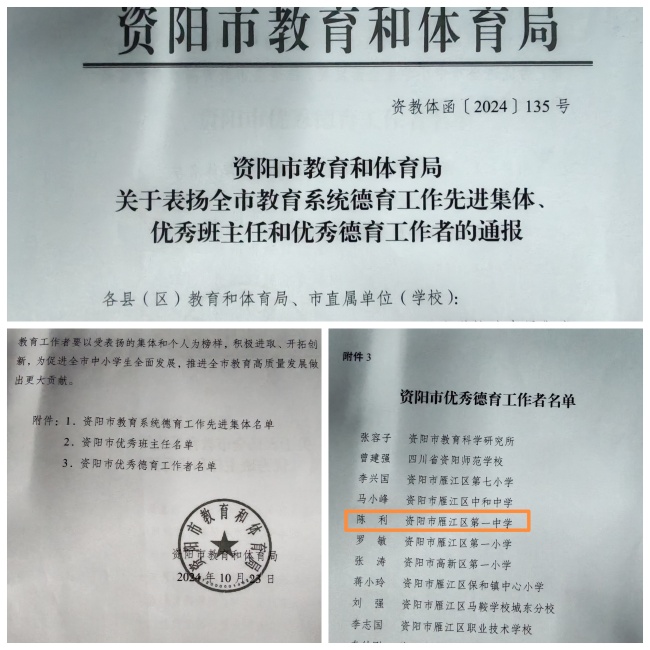 资阳市教育和体育局
资教体函〔2024〕135号
资阳市教育和体育局
关于表扬全市教育系统德育工作先进集体、
优秀班主任和优秀德育工作者的通报
各县（区）教育和体育局、市直属单位（学校）：
教育工作者要以受表扬的集体和个人为榜样，积极进取、开拓创
新，为促进全市中小学生全面发展，推进全市教育高质量发展做
出更大贡献。
附件：1．资阳市教育系统德育工作先进集体名单
2．资阳市优秀班主任名单
3．资阳市优秀德育工作者名单
资阳市教育和体育局
资阳市教育和体育局
2024年10月23日
附件3
资阳市优秀德育工作者名单
张容子 资阳市教育科学研究所
曾建强 四川省资阳师范学校
李兴国 资阳市雁江区第七小学
马小峰 资阳市雁江区中和中学
陈 利 资阳市雁江区第一中学
罗 敏 资阳市雁江区第一小学
张 涛 资阳市高新区第一小学
蒋小玲 资阳市雁江区保和镇中心小学
刘 强 资阳市雁江区马鞍学校城东分校
李志国 资阳市雁江区职业技术学校